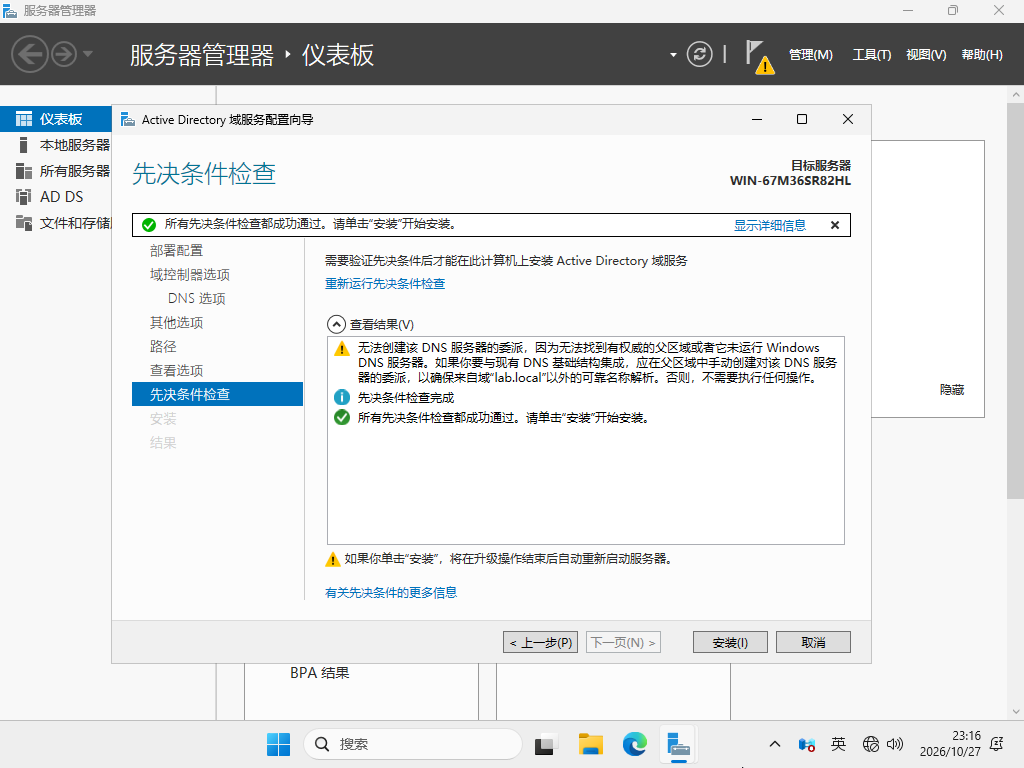 服务器管理器
服务器管理器 ‣ 仪表板
管理(M) 工具(T) 视图(V) 帮助(H)
仪表板
本地服务器
所有服务器
AD DS
文件和存储
Active Directory 域服务配置向导
先决条件检查
目标服务器
WIN-67M36SR82HL
所有先决条件检查都成功通过。请单击“安装”开始安装。 显示详细信息
部署配置
域控制器选项
DNS 选项
其他选项
路径
查看选项
先决条件检查
安装
结果
需要验证先决条件后才能在此计算机上安装 Active Directory 域服务
重新运行先决条件检查
查看结果(V)
无法创建该 DNS 服务器的委派，因为无法找到有权威的父区域或者它未运行 Windows
DNS 服务器。如果你要与现有 DNS 基础结构集成，应在父区域中手动创建对该 DNS 服务
器的委派，以确保来自域“lab.local”以外的可靠名称解析。否则，不需要执行任何操作。
先决条件检查完成
所有先决条件检查都成功通过。请单击“安装”开始安装。
如果你单击“安装”，将在升级操作结束后自动重新启动服务器。
有关先决条件的更多信息
< 上一步(P) 下一页(N) > 安装(I) 取消
隐藏
BPA 结果
搜索
英
23:16
2026/10/27